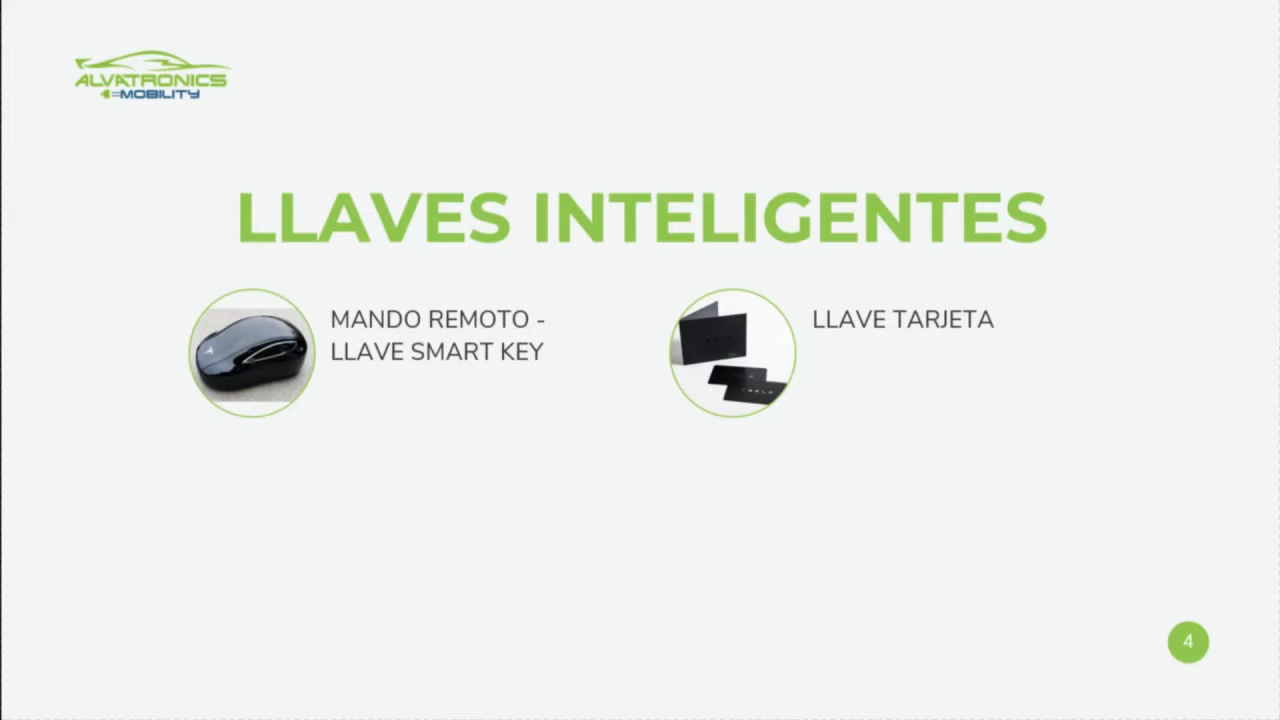 ALVATRONICS
MOBILITY
LLAVES INTELIGENTES
MANDO REMOTO -
LLAVE SMART KEY
LLAVE TARJETA
4